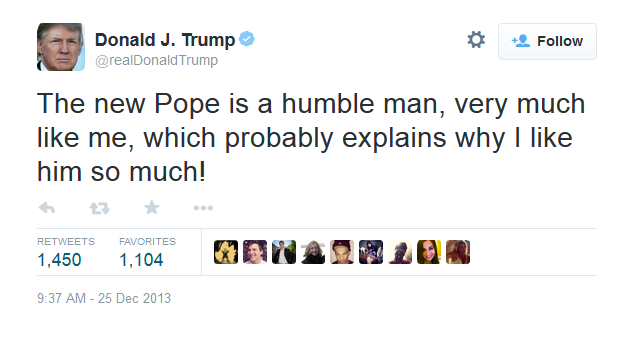 Donald J. Trump
@realDonaldTrump
Follow
The new Pope is a humble man, very much
like me, which probably explains why I like
him so much!
RETWEETS FAVORITES
1,450 1,104
9:37 AM - 25 Dec 2013